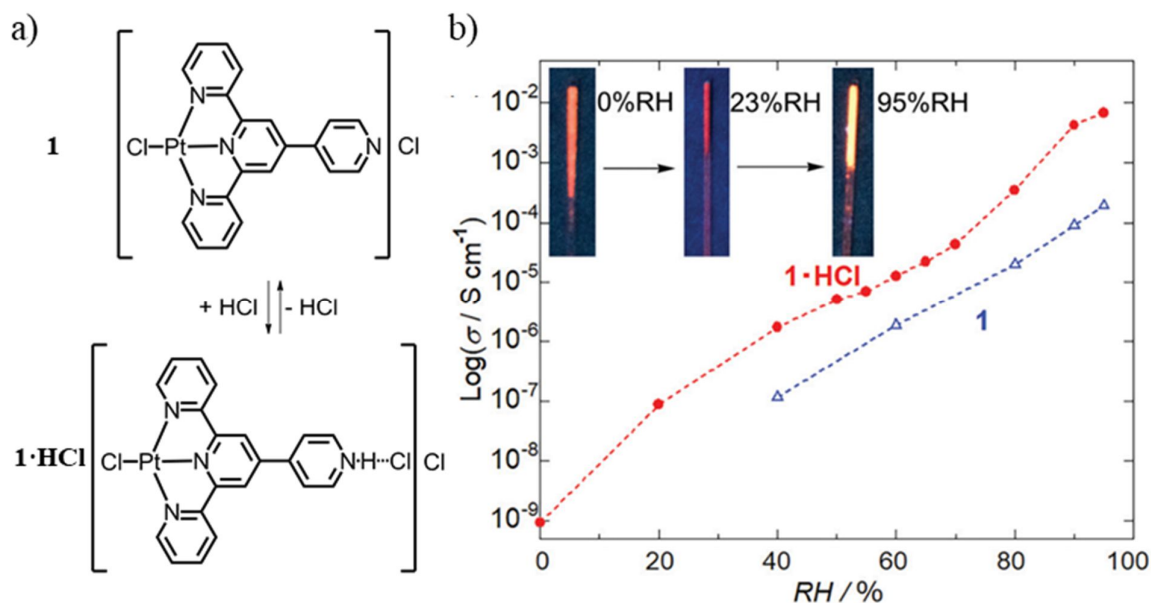 a)
1
N
N
N
N
Cl
Pt
Cl
+ HCl
- HCl
1·HCl
N
N
N
N·H···Cl
Cl
Pt
Cl
b)
0%RH
23%RH
95%RH
1·HCl
1
Log(σ / S cm⁻¹)
10⁻²
10⁻³
10⁻⁴
10⁻⁵
10⁻⁶
10⁻⁷
10⁻⁸
10⁻⁹
0
20
40
60
80
100
RH / %